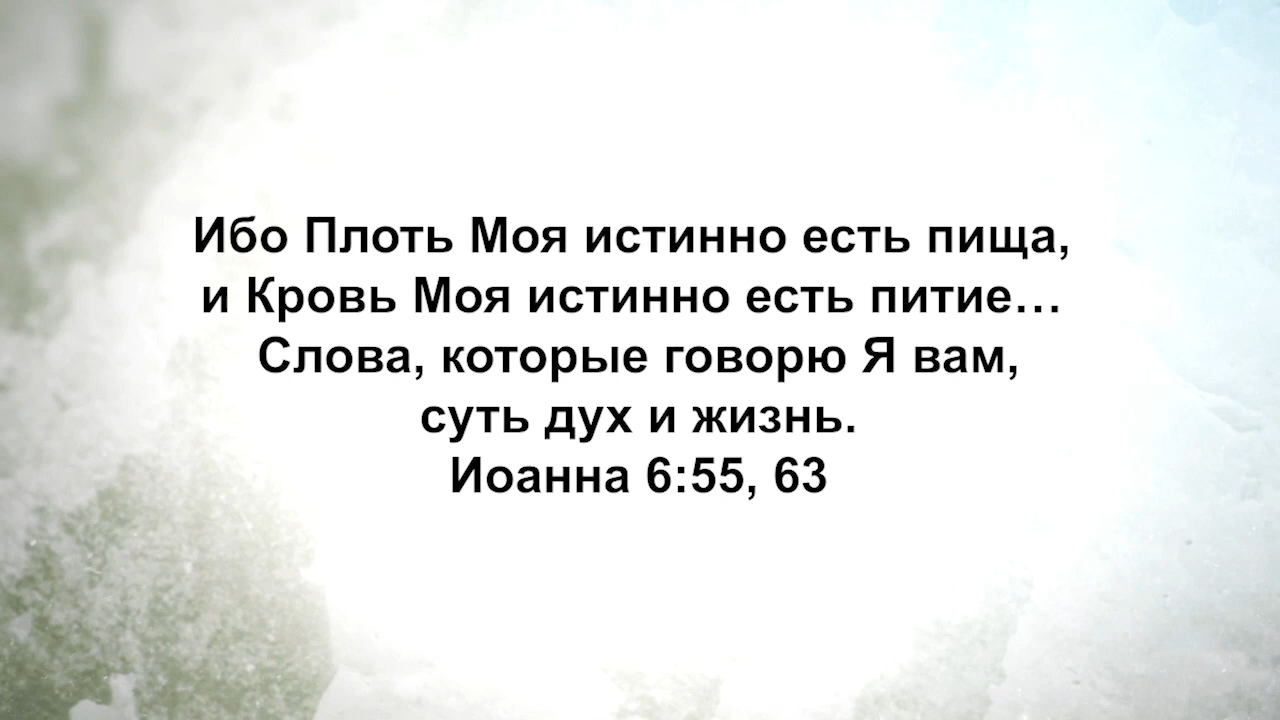 Ибо Плоть Моя истинно есть пища,
и Кровь Моя истинно есть питие…
Слова, которые говорю Я вам,
суть дух и жизнь.
Иоанна 6:55, 63